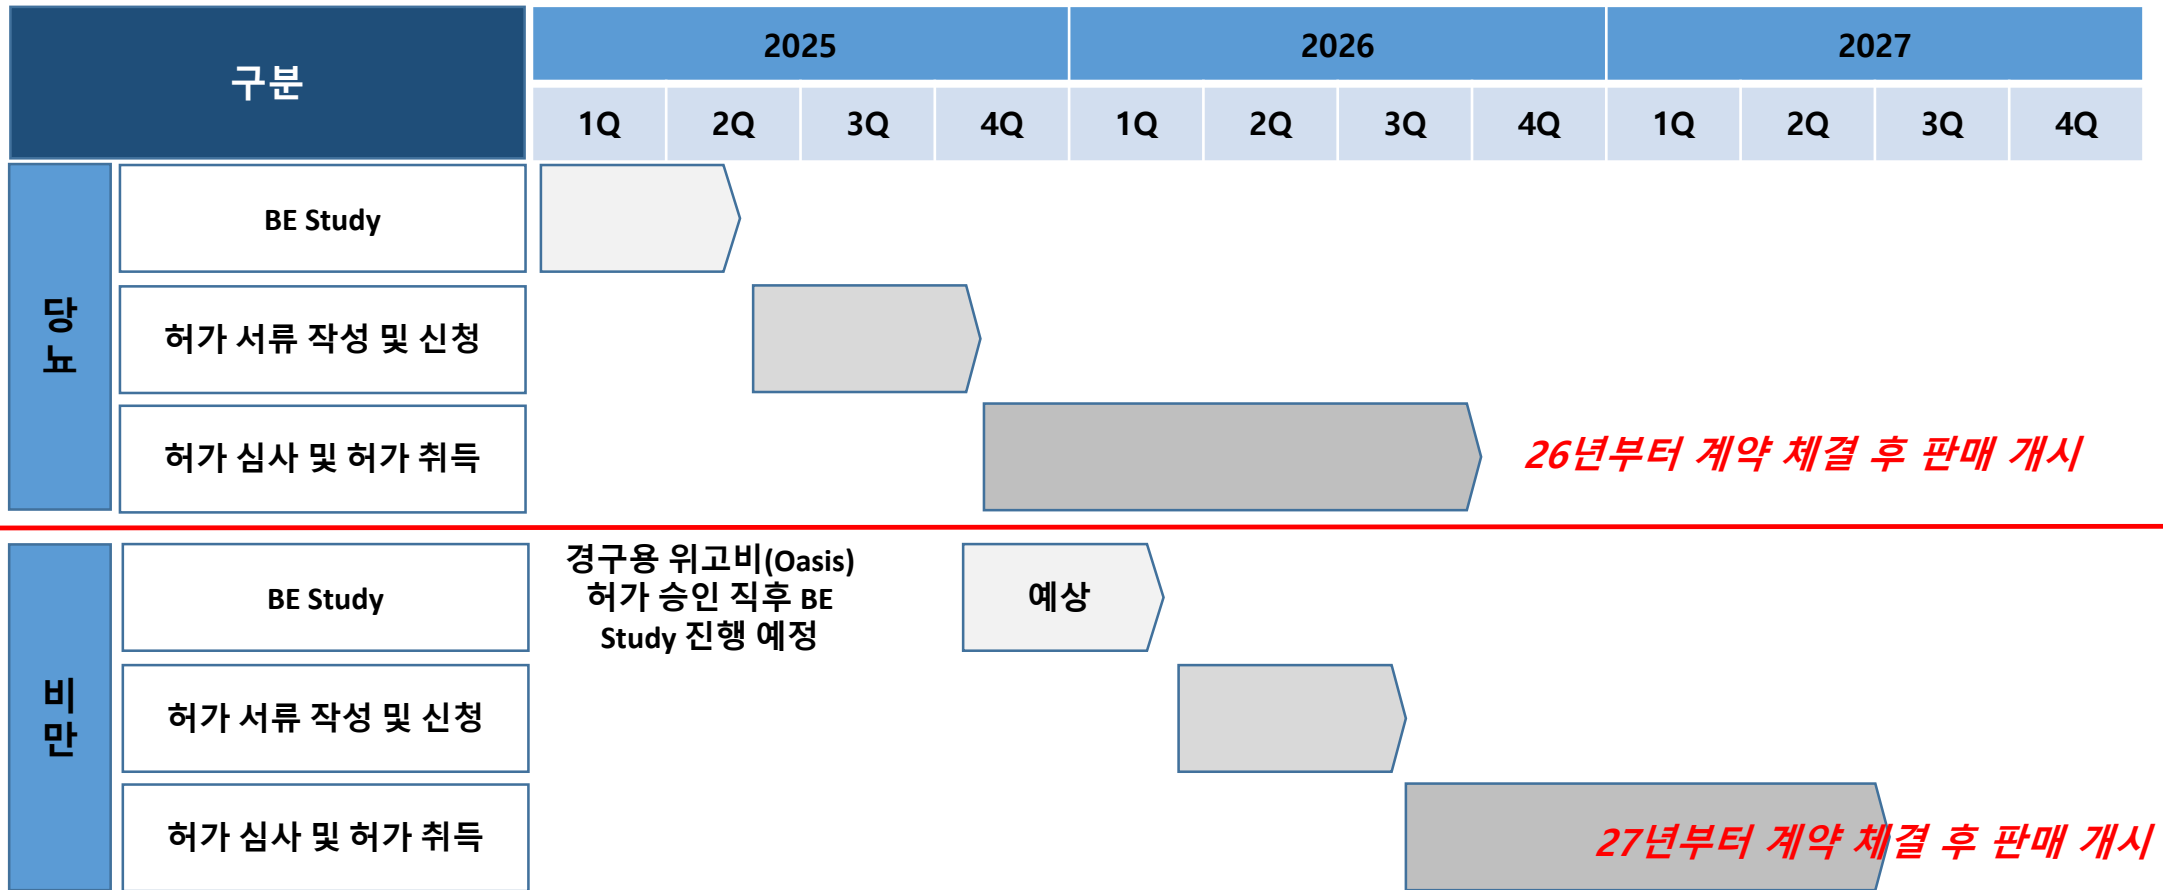 구분
2025
2026
2027
1Q
2Q
3Q
4Q
1Q
2Q
3Q
4Q
1Q
2Q
3Q
4Q
당
뇨
BE Study
허가 서류 작성 및 신청
허가 심사 및 허가 취득
26년부터 계약 체결 후 판매 개시
비
만
BE Study
경구용 위고비(Oasis)
허가 승인 직후 BE
Study 진행 예정
예상
허가 서류 작성 및 신청
허가 심사 및 허가 취득
27년부터 계약 체결 후 판매 개시